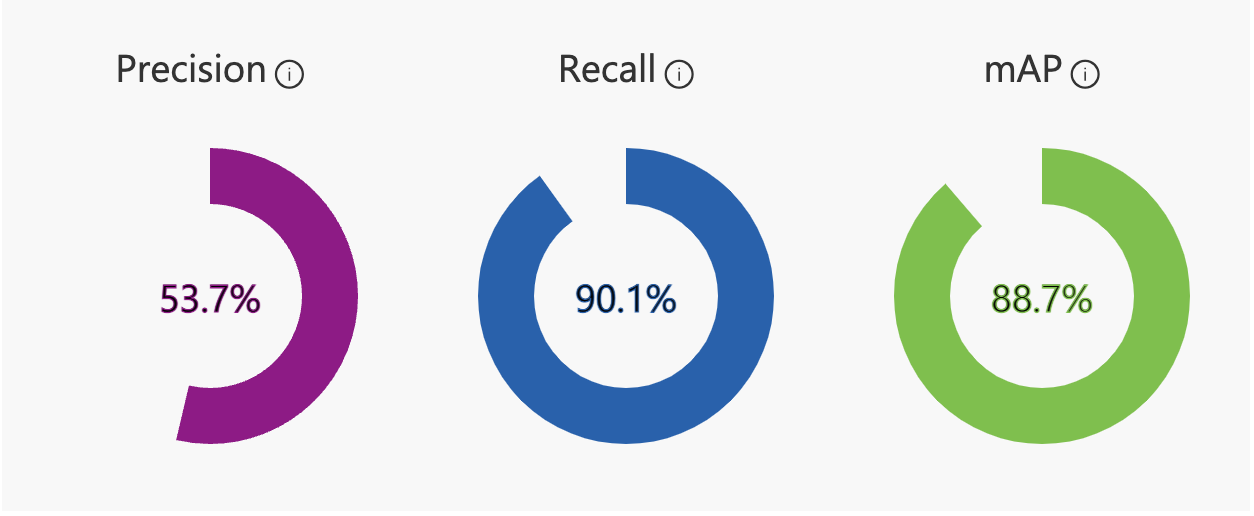 Precision ⓘ
Recall ⓘ
mAP ⓘ
53.7%
90.1%
88.7%